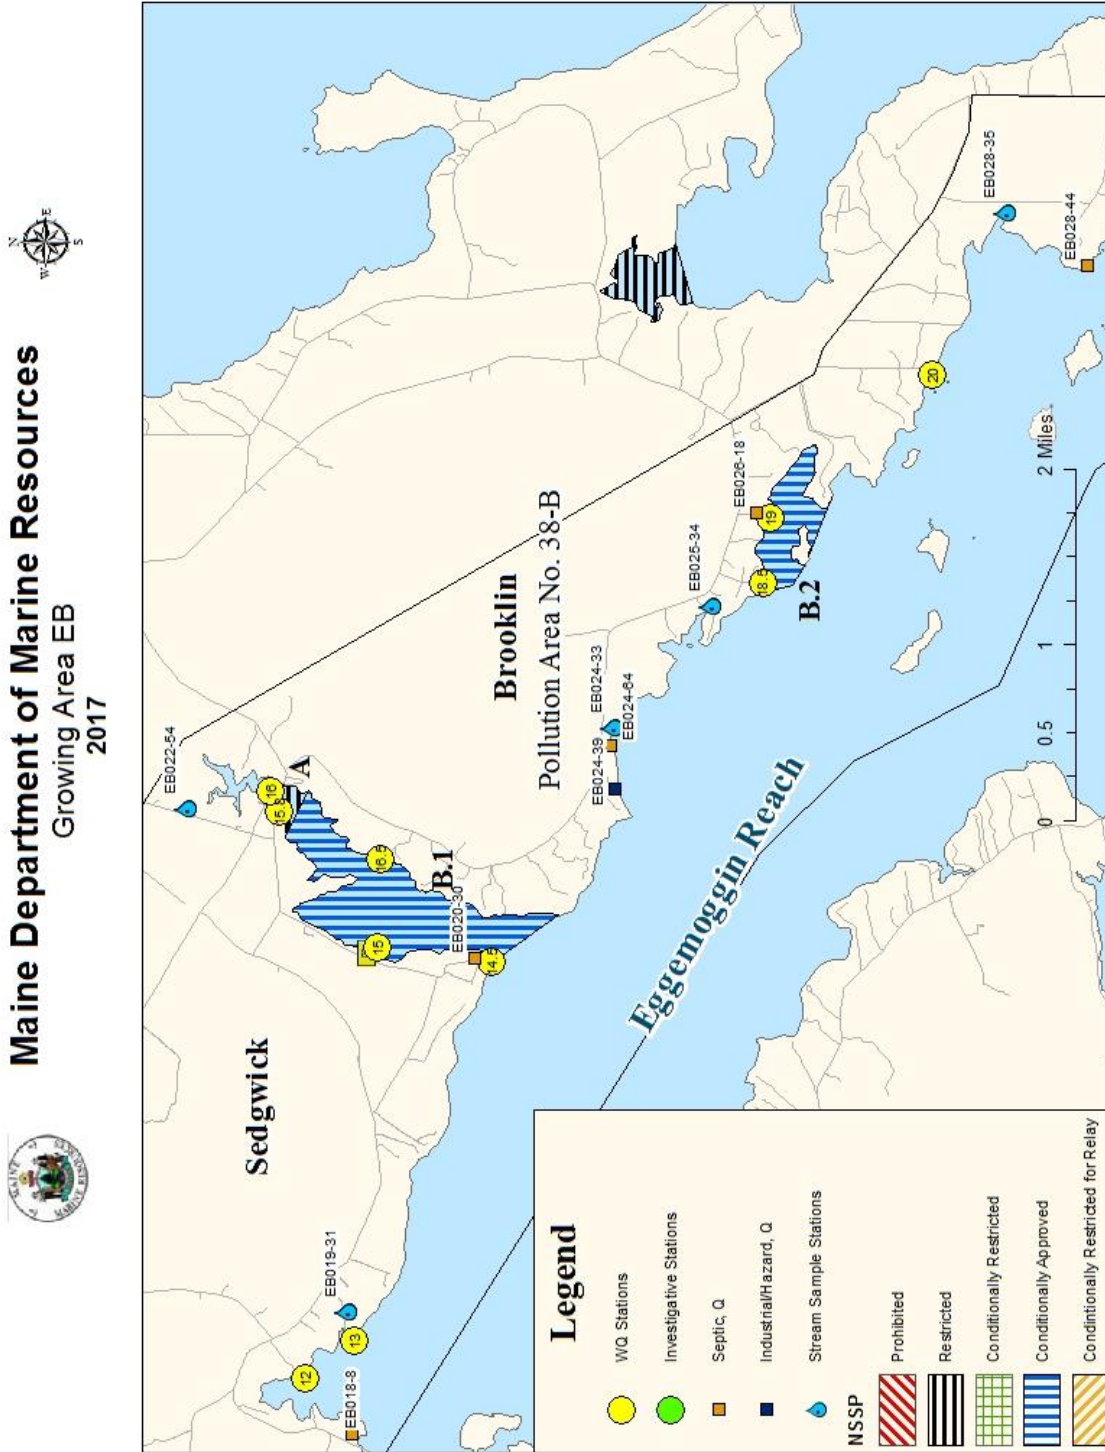 Maine Department of Marine Resources
Growing Area EB
2017
N
W
E
S
EB022-54
Sedgwick
16
15.8
A
16.5
15
B.1
EB020-30
14.5
EB019-31
13
12
EB018-8
Brooklin
Pollution Area No. 38-B
EB024-33
EB024-64
EB024-39
EB025-34
EB026-18
19
18.5
B.2
20
EB028-35
EB028-44
Eggemoggin Reach
0
0.5
1
2 Miles
Legend
WQ Stations
Investigative Stations
Septic, Q
Industrial/Hazard, Q
Stream Sample Stations
NSSP
Prohibited
Restricted
Conditionally Restricted
Conditionally Approved
Condintionally Restricted for Relay